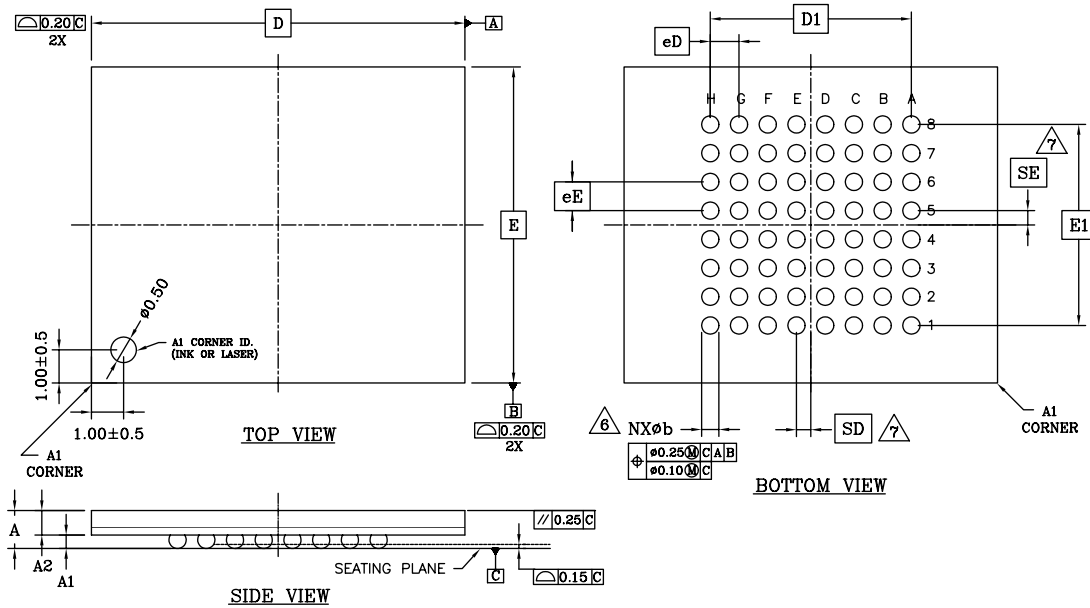 ⌓ 0.20 C
2X
D
A
E
ø0.50
A1 CORNER ID.
(INK OR LASER)
1.00±0.5
1.00±0.5
A1
CORNER
TOP VIEW
B
⌓ 0.20 C
2X
D1
eD
H G F E D C B A
8
7
6
5
4
3
2
1
eE
7
SE
E1
6 NXøb
⌖ ø0.25Ⓜ C A B
ø0.10Ⓜ C
SD 7
A1
CORNER
BOTTOM VIEW
A
A2
A1
// 0.25 C
SEATING PLANE
C
⌓ 0.15 C
SIDE VIEW